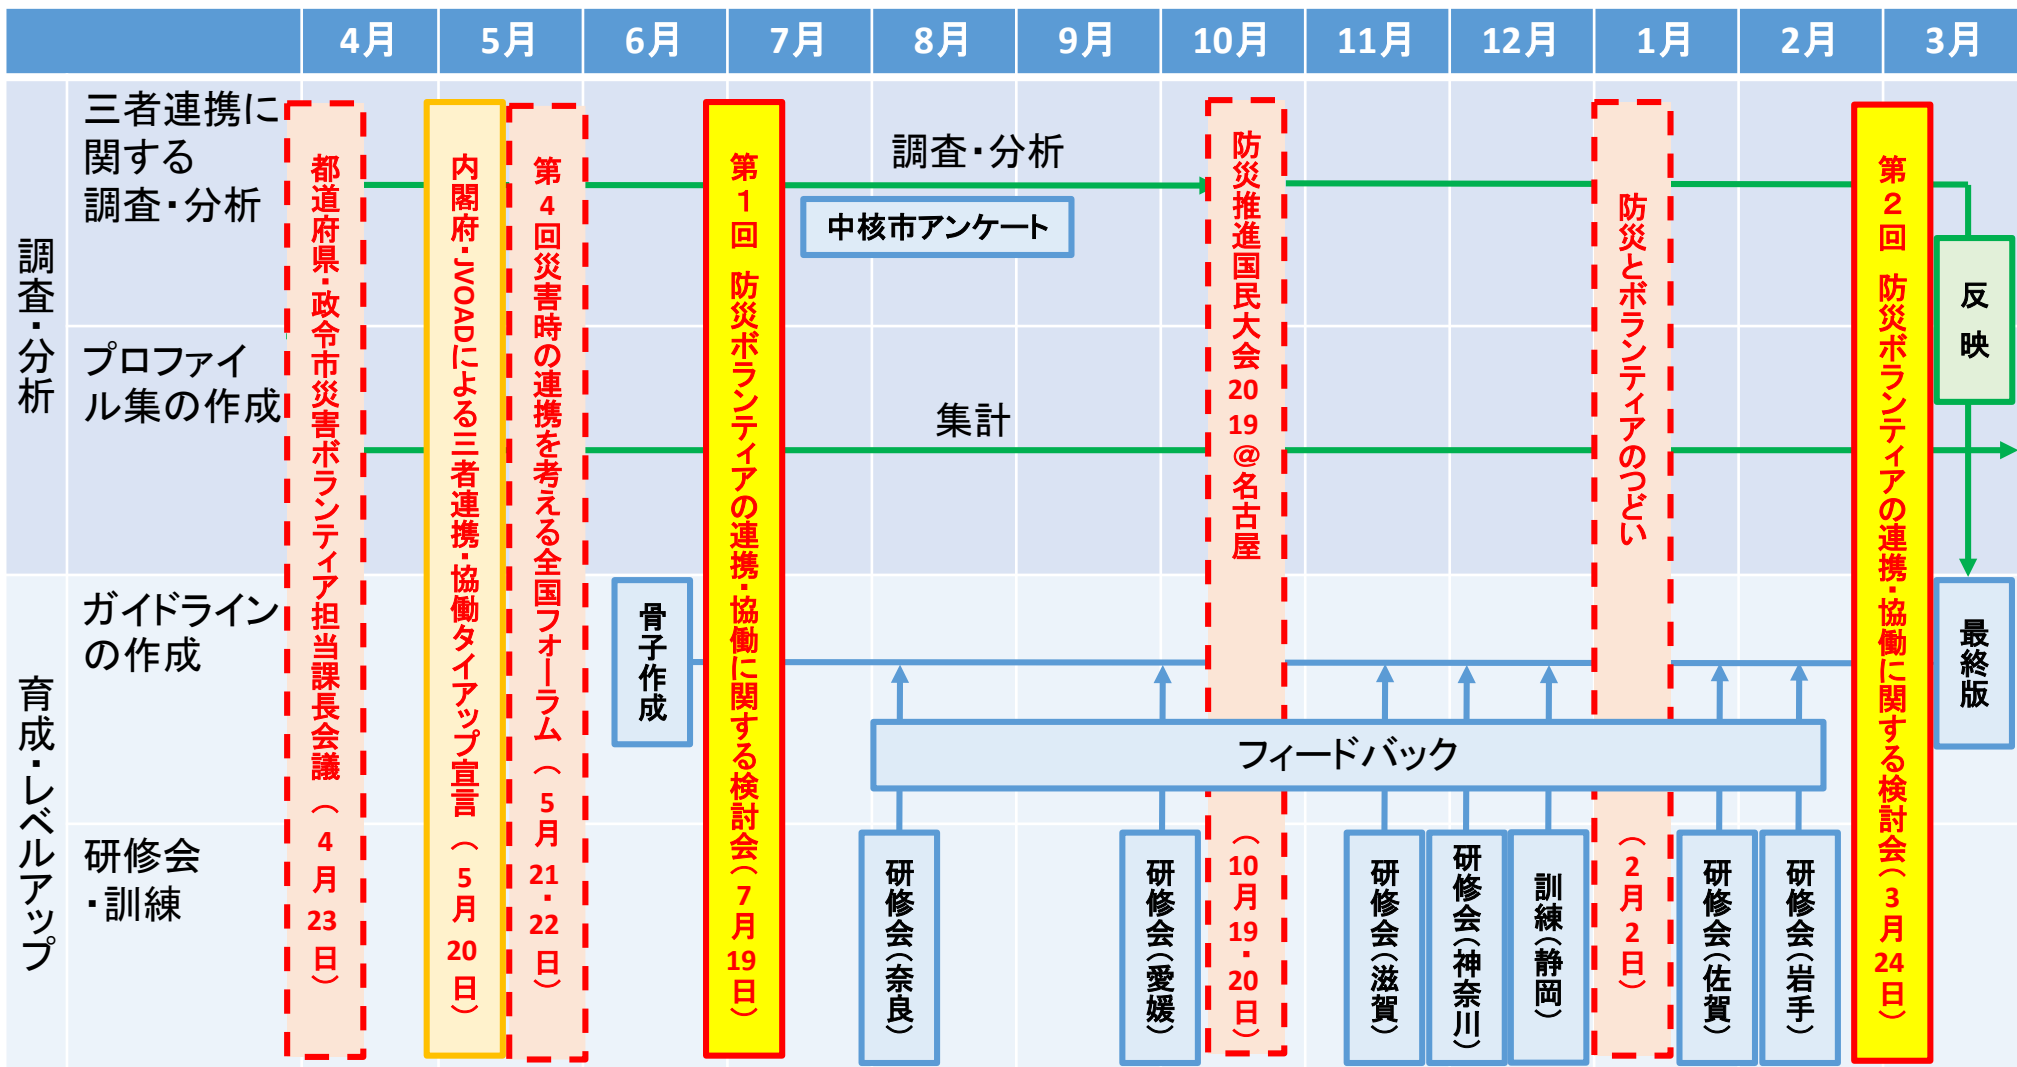 4月
5月
6月
7月
8月
9月
10月
11月
12月
1月
2月
3月
調査・分析
三者連携に
関する
調査・分析
プロファイ
ル集の作成
育成・レベルアップ
ガイドライン
の作成
研修会
・訓練
都道府県・政令市災害ボランティア担当課長会議（4月23日）
内閣府・JVOADによる三者連携・協働タイアップ宣言（5月20日）
第4回災害時の連携を考える全国フォーラム（5月21・22日）
第1回 防災ボランティアの連携・協働に関する検討会（7月19日）
調査・分析
中核市アンケート
集計
防災推進国民大会2019@名古屋（10月19・20日）
防災とボランティアのつどい（2月2日）
第2回 防災ボランティアの連携・協働に関する検討会（3月24日）
反映
骨子作成
最終版
フィードバック
研修会（奈良）
研修会（愛媛）
研修会（滋賀）
研修会（神奈川）
訓練（静岡）
研修会（佐賀）
研修会（岩手）